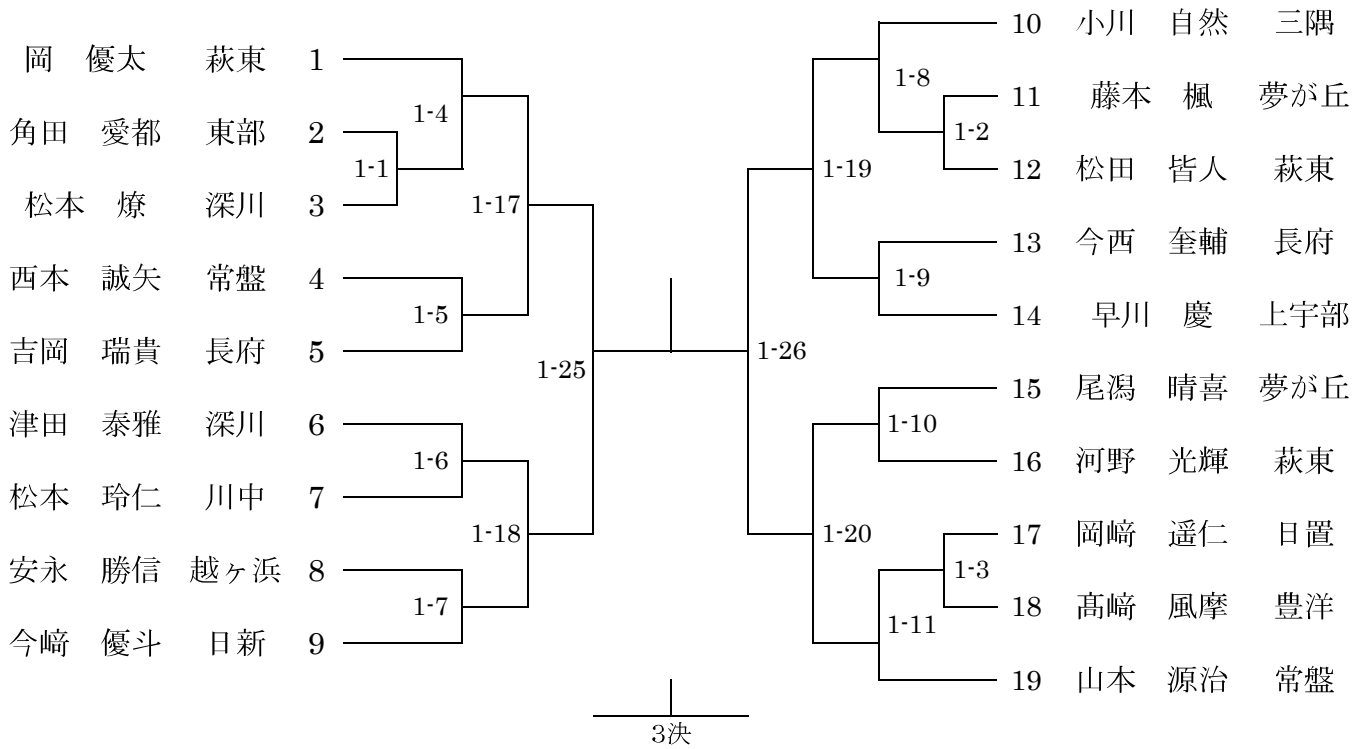 岡 優太 萩東 1
角田 愛都 東部 2
松本 燎 深川 3
西本 誠矢 常盤 4
吉岡 瑞貴 長府 5
津田 泰雅 深川 6
松本 玲仁 川中 7
安永 勝信 越ヶ浜 8
今﨑 優斗 日新 9
1-1
1-4
1-5
1-6
1-7
1-17
1-18
1-25
1-26
1-19
1-20
1-8
1-2
1-9
1-10
1-3
1-11
10 小川 自然 三隅
11 藤本 楓 夢が丘
12 松田 皆人 萩東
13 今西 奎輔 長府
14 早川 慶 上宇部
15 尾潟 晴喜 夢が丘
16 河野 光輝 萩東
17 岡﨑 遥仁 日置
18 髙﨑 風摩 豊洋
19 山本 源治 常盤
3決